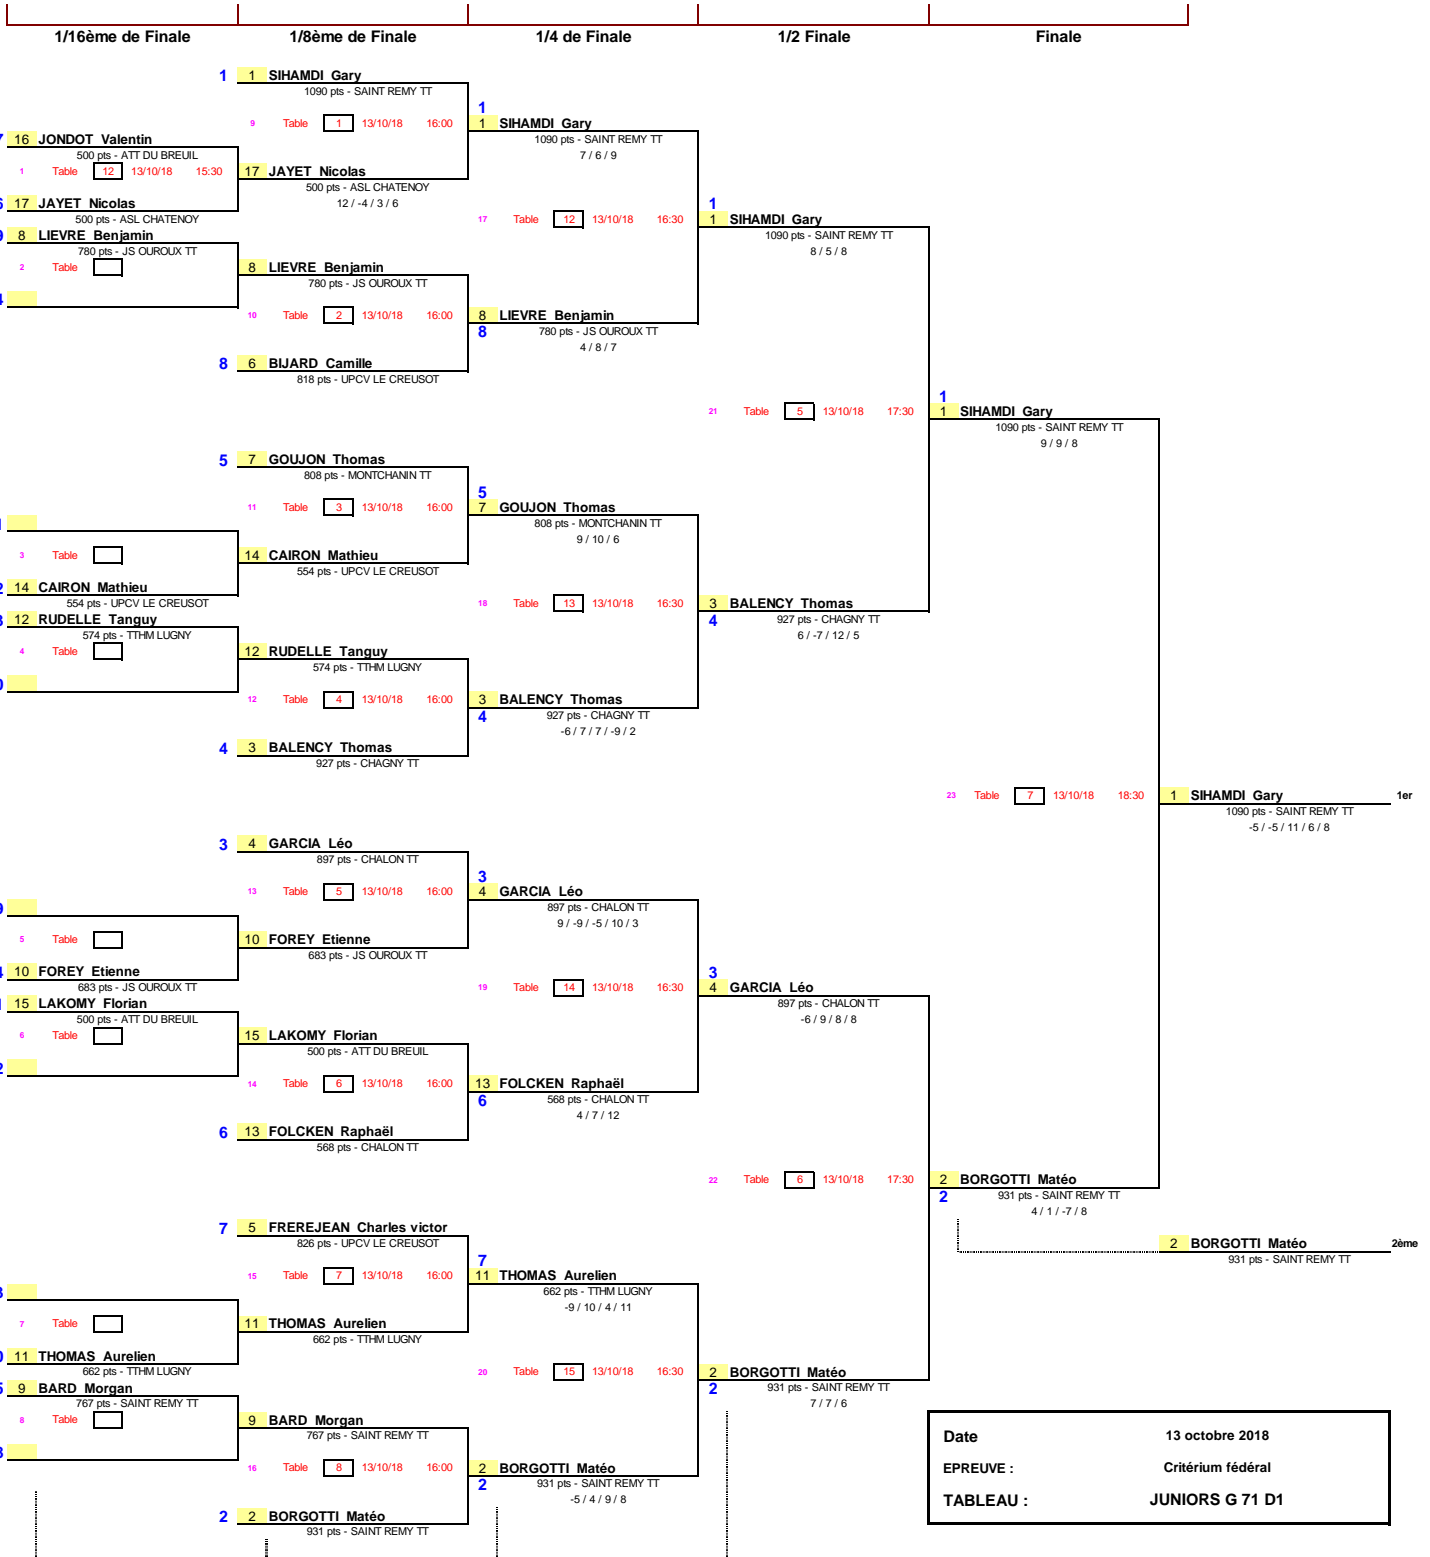 1/16ème de Finale 1/8ème de Finale 1/4 de Finale 1/2 Finale Finale
1 1 SIHAMDI Gary
1090 pts - SAINT REMY TT
1
9 Table 1 13/10/18 16:00 1 SIHAMDI Gary
1090 pts - SAINT REMY TT
7 / 6 / 9
16 JONDOT Valentin
500 pts - ATT DU BREUIL
1 Table 12 13/10/18 15:30 17 JAYET Nicolas
500 pts - ASL CHATENOY
12 / -4 / 3 / 6
17 JAYET Nicolas
500 pts - ASL CHATENOY
1
17 Table 12 13/10/18 16:30 1 SIHAMDI Gary
1090 pts - SAINT REMY TT
8 / 5 / 8
8 LIEVRE Benjamin
780 pts - JS OUROUX TT
2 Table 8 LIEVRE Benjamin
780 pts - JS OUROUX TT
10 Table 2 13/10/18 16:00 8 LIEVRE Benjamin
8 780 pts - JS OUROUX TT
4 / 8 / 7
8 6 BIJARD Camille
818 pts - UPCV LE CREUSOT
1
21 Table 5 13/10/18 17:30 1 SIHAMDI Gary
1090 pts - SAINT REMY TT
9 / 9 / 8
5 7 GOUJON Thomas
808 pts - MONTCHANIN TT
5
11 Table 3 13/10/18 16:00 7 GOUJON Thomas
808 pts - MONTCHANIN TT
9 / 10 / 6
3 Table 14 CAIRON Mathieu
554 pts - UPCV LE CREUSOT
14 CAIRON Mathieu
554 pts - UPCV LE CREUSOT
18 Table 13 13/10/18 16:30 3 BALENCY Thomas
4 927 pts - CHAGNY TT
6 / -7 / 12 / 5
12 RUDELLE Tanguy
574 pts - TTHM LUGNY
4 Table 12 RUDELLE Tanguy
574 pts - TTHM LUGNY
12 Table 4 13/10/18 16:00 3 BALENCY Thomas
4 927 pts - CHAGNY TT
-6 / 7 / 7 / -9 / 2
4 3 BALENCY Thomas
927 pts - CHAGNY TT
23 Table 7 13/10/18 18:30 1 SIHAMDI Gary 1er
1090 pts - SAINT REMY TT
-5 / -5 / 11 / 6 / 8
3 4 GARCIA Léo
897 pts - CHALON TT
3
13 Table 5 13/10/18 16:00 4 GARCIA Léo
897 pts - CHALON TT
9 / -9 / -5 / 10 / 3
5 Table 10 FOREY Etienne
683 pts - JS OUROUX TT
10 FOREY Etienne
683 pts - JS OUROUX TT
3
19 Table 14 13/10/18 16:30 4 GARCIA Léo
897 pts - CHALON TT
-6 / 9 / 8 / 8
15 LAKOMY Florian
500 pts - ATT DU BREUIL
6 Table 15 LAKOMY Florian
500 pts - ATT DU BREUIL
14 Table 6 13/10/18 16:00 13 FOLCKEN Raphaël
6 568 pts - CHALON TT
4 / 7 / 12
6 13 FOLCKEN Raphaël
568 pts - CHALON TT
22 Table 6 13/10/18 17:30 2 BORGOTTI Matéo
2 931 pts - SAINT REMY TT
4 / 1 / -7 / 8
7 5 FREREJEAN Charles victor
826 pts - UPCV LE CREUSOT
2 BORGOTTI Matéo 2ème
931 pts - SAINT REMY TT
7
15 Table 7 13/10/18 16:00 11 THOMAS Aurelien
662 pts - TTHM LUGNY
-9 / 10 / 4 / 11
7 Table 11 THOMAS Aurelien
662 pts - TTHM LUGNY
11 THOMAS Aurelien
662 pts - TTHM LUGNY
20 Table 15 13/10/18 16:30 2 BORGOTTI Matéo
2 931 pts - SAINT REMY TT
7 / 7 / 6
9 BARD Morgan
767 pts - SAINT REMY TT
8 Table 9 BARD Morgan
767 pts - SAINT REMY TT
16 Table 8 13/10/18 16:00 2 BORGOTTI Matéo
2 931 pts - SAINT REMY TT
-5 / 4 / 9 / 8
2 2 BORGOTTI Matéo
931 pts - SAINT REMY TT
Date 13 octobre 2018
EPREUVE : Critérium fédéral
TABLEAU : JUNIORS G 71 D1